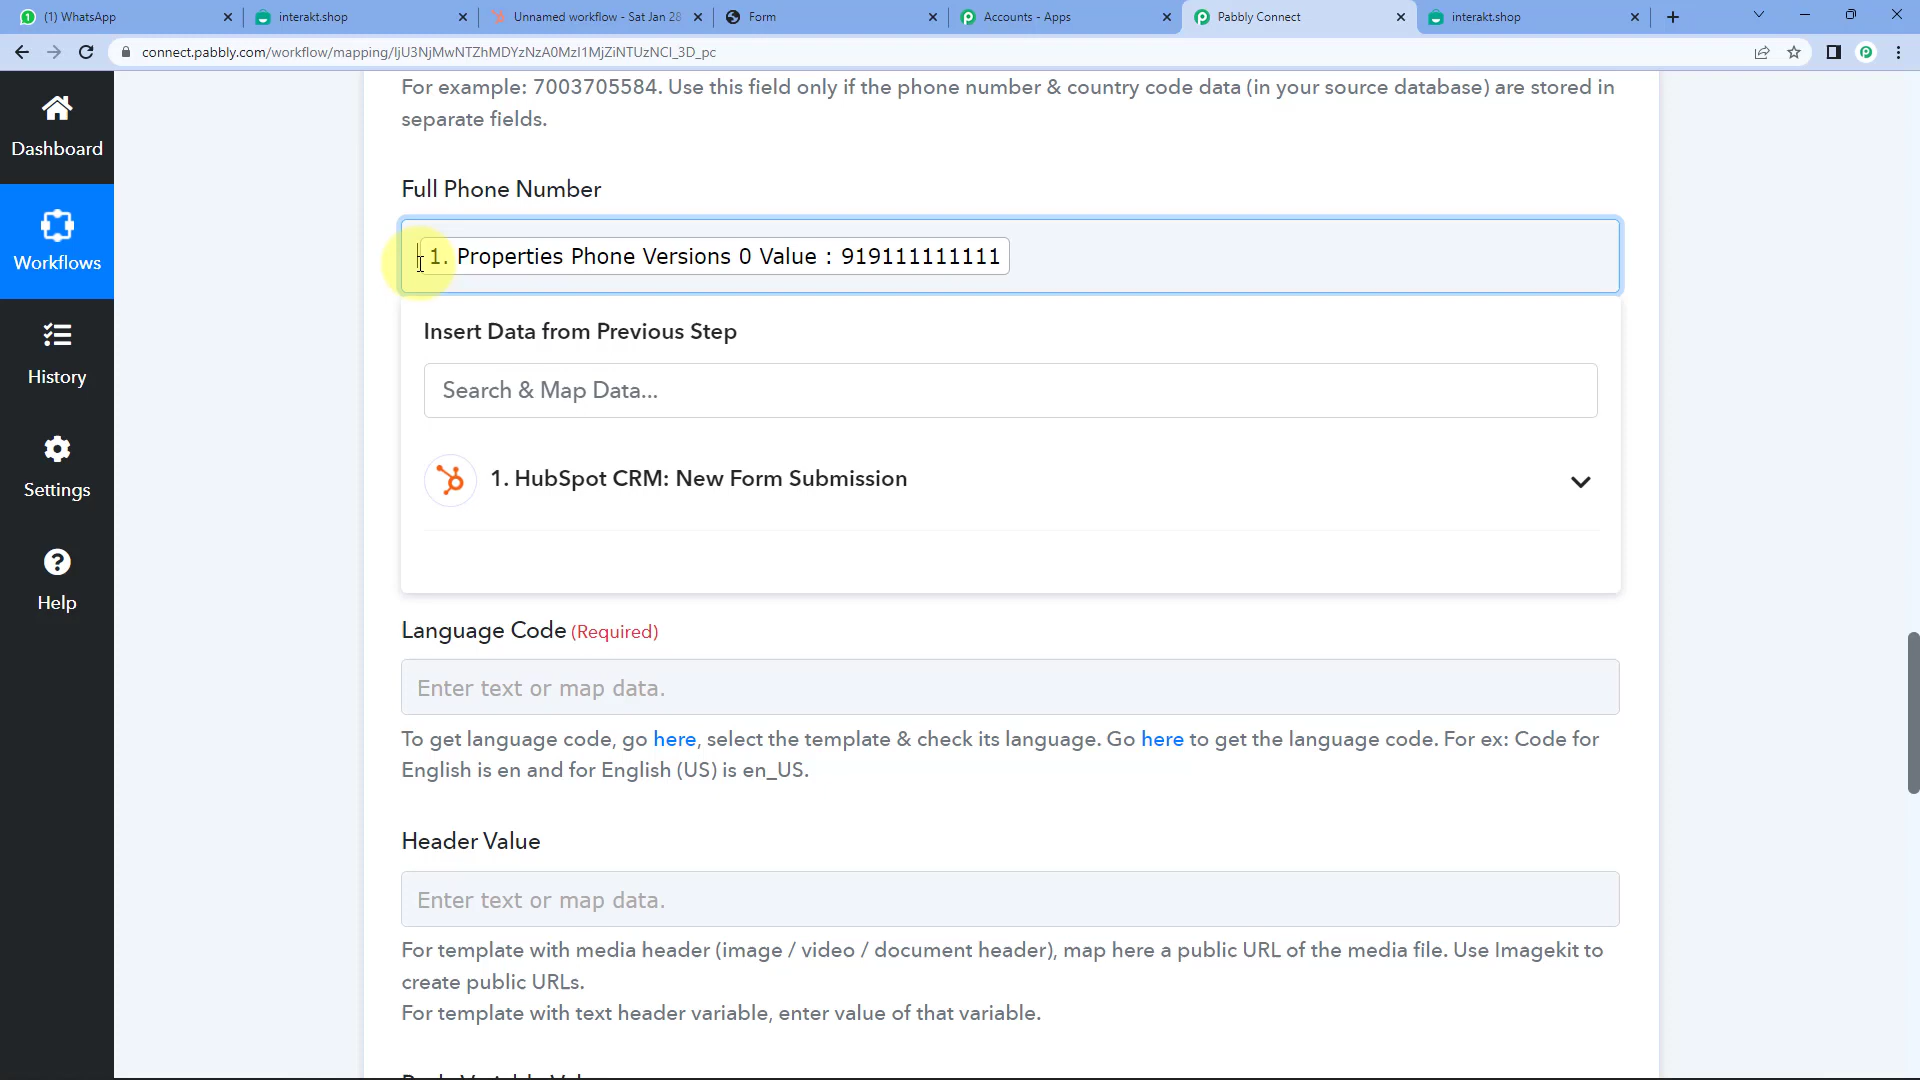 (1) WhatsApp
interakt.shop
Unnamed workflow - Sat Jan 28
Form
Accounts - Apps
Pabbly Connect
interakt.shop
For example: 7003705584. Use this field only if the phone number & country code data (in your source database) are stored in
separate fields.
Dashboard
Full Phone Number
1. Properties Phone Versions 0 Value : 919111111111
Workflows
Insert Data from Previous Step
History
Search & Map Data...
1. HubSpot CRM: New Form Submission
Settings
Help
Language Code (Required)
Enter text or map data.
To get language code, go here, select the template & check its language. Go here to get the language code. For ex: Code for
English is en and for English (US) is en_US.
Header Value
Enter text or map data.
For template with media header (image / video / document header), map here a public URL of the media file. Use Imagekit to
create public URLs.
For template with text header variable, enter value of that variable.